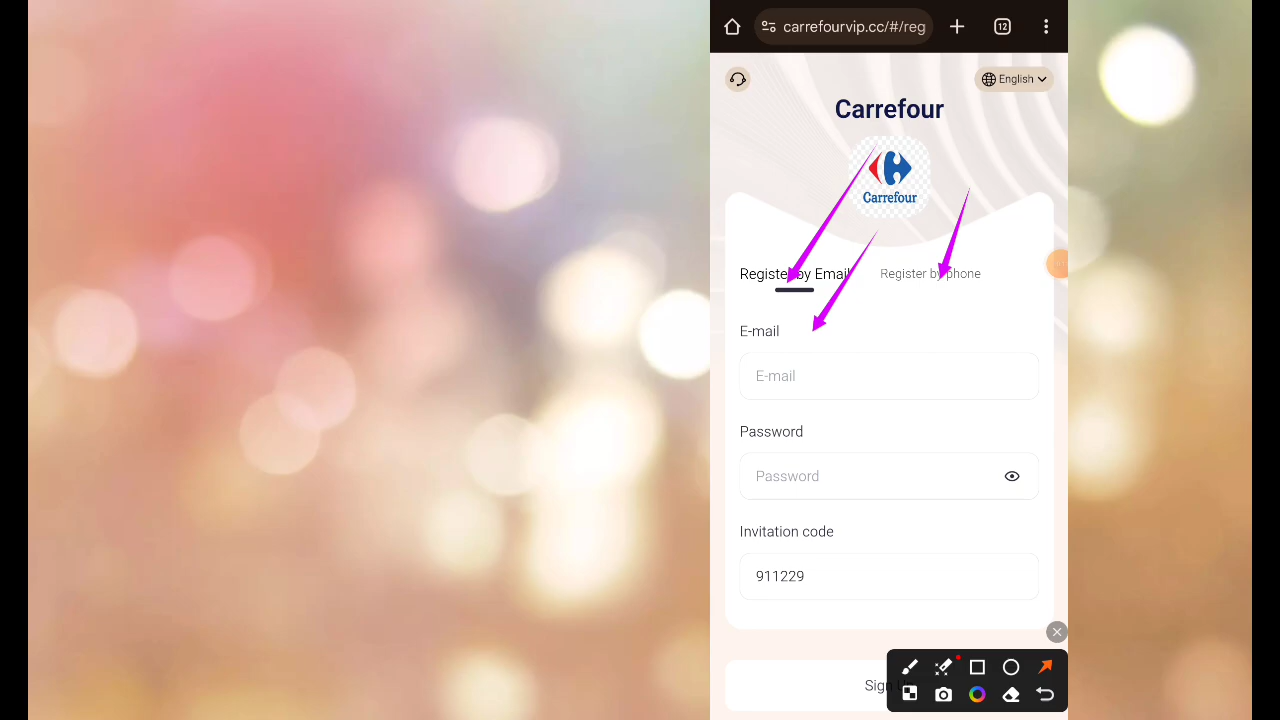 carrefourvip.cc/#/reg
12
English
Carrefour
Carrefour
Register by Email
Register by phone
E-mail
E-mail
Password
Password
Invitation code
911229
Sign